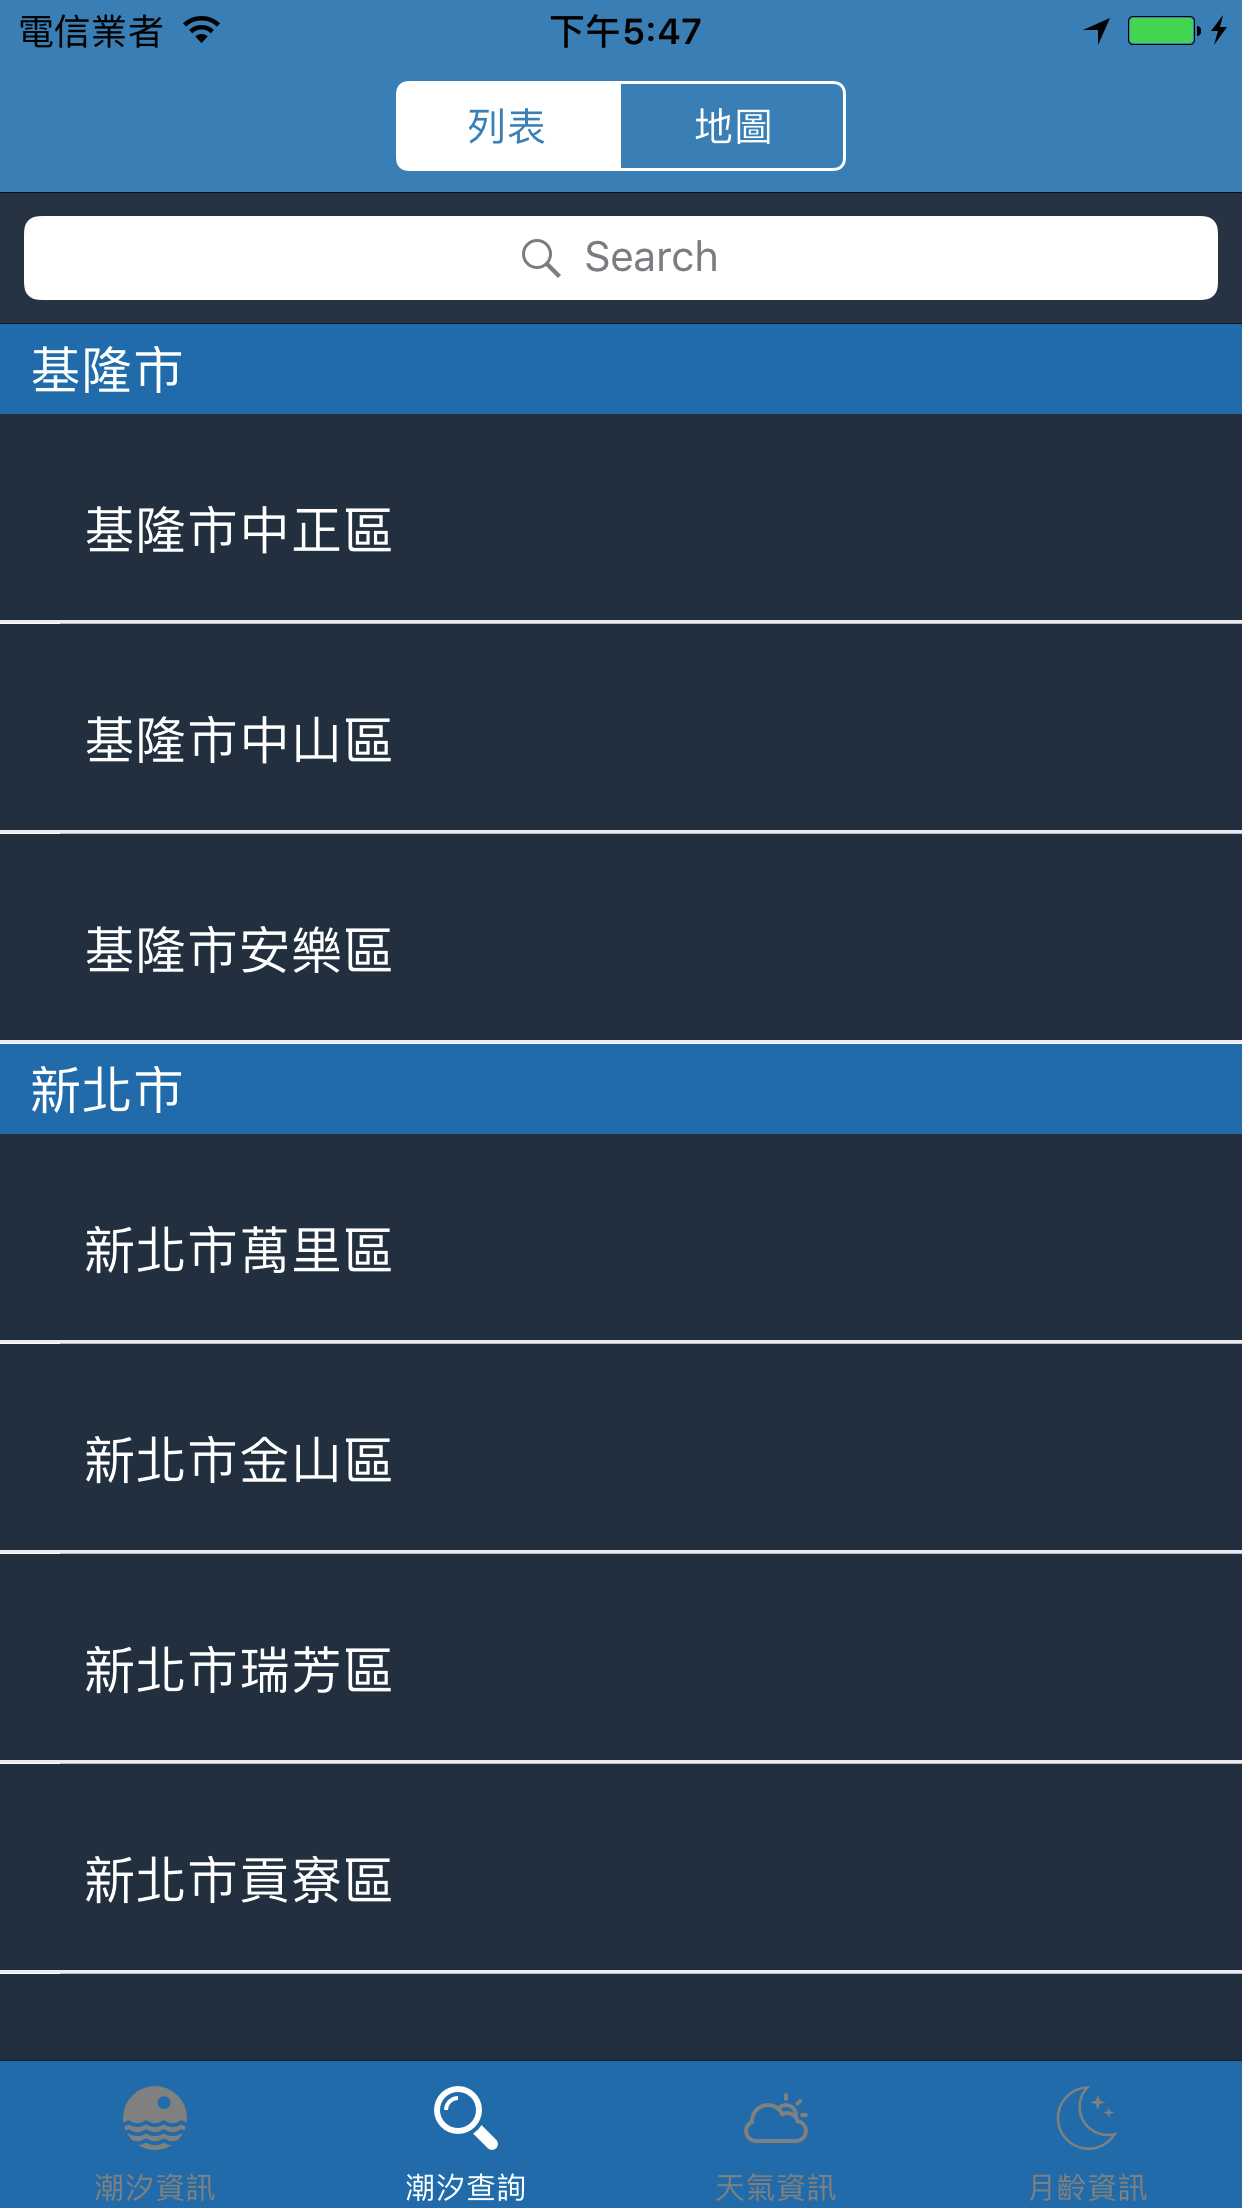 電信業者 下午5:47
列表 地圖
Search
基隆市
基隆市中正區
基隆市中山區
基隆市安樂區
新北市
新北市萬里區
新北市金山區
新北市瑞芳區
新北市貢寮區
潮汐資訊 潮汐查詢 天氣資訊 月齡資訊